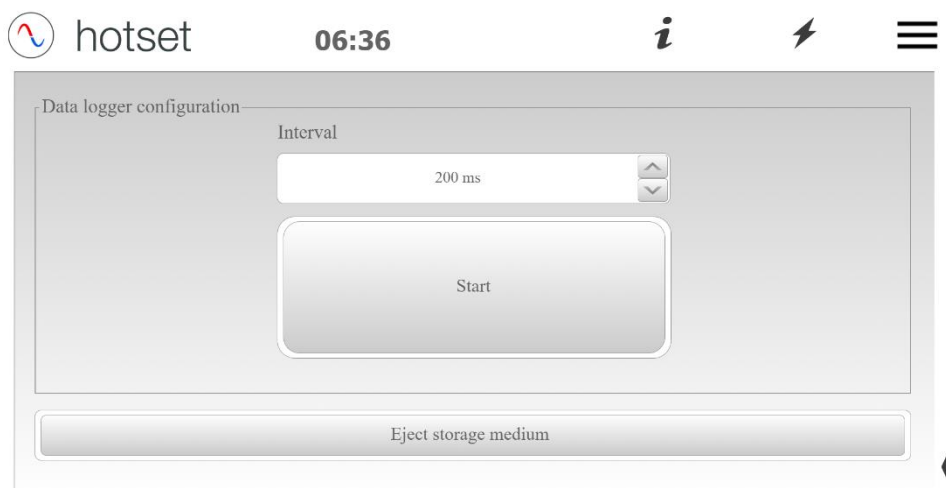 hotset
06:36
i
Data logger configuration
Interval
200 ms
Start
Eject storage medium